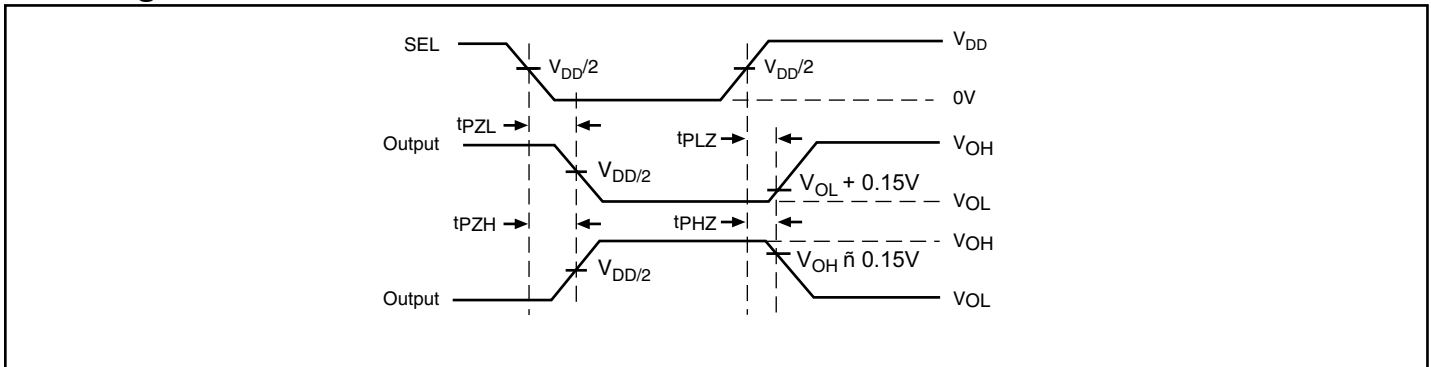 SEL
VDD/2
VDD/2
VDD
0V
tPZL
tPLZ
Output
VDD/2
VOL + 0.15V
VOH
VOL
tPZH
tPHZ
VDD/2
VOH ñ 0.15V
VOH
Output
VOL